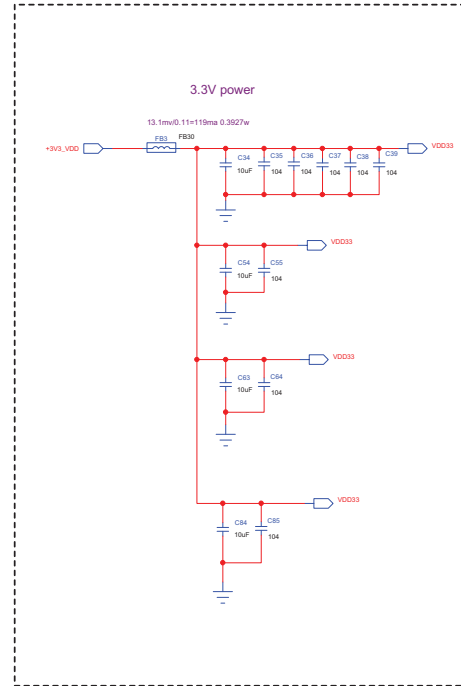 3.3V power
13.1mv/0.11=119ma 0.3927w
+3V3_VDD
FB3
FB30
VDD33
C34
C35
C36
C37
C38
C39
10uF
104
104
104
104
104
VDD33
C54
C55
10uF
104
VDD33
C63
C64
10uF
104
VDD33
C84
C85
10uF
104